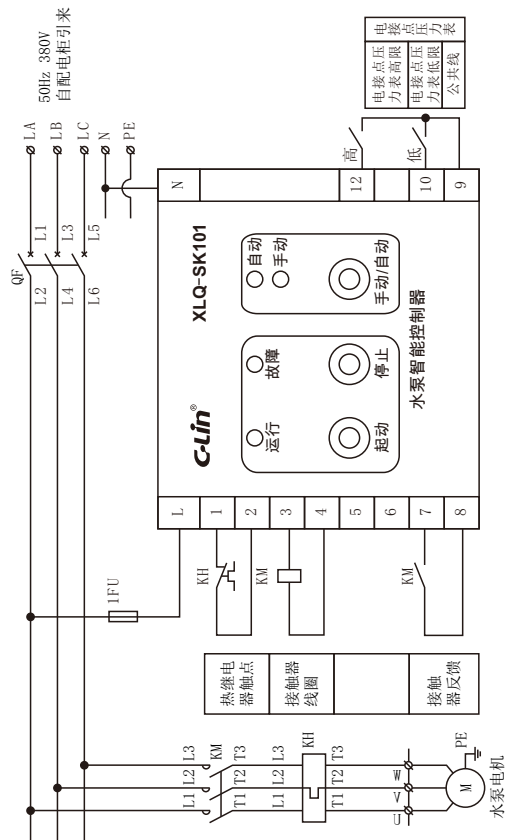 50Hz 380V
自配电柜引来
LA
LB
LC
N
PE
QF
L1
L3
L5
L2
L4
L6
1FU
电接点压力表
电接点压
力表高限
电接点压
力表低限
公共线
高
低
N
12
10
9
XLQ-SK101
C-Lin®
自动
手动
手动/自动
运行
故障
起动
停止
水泵智能控制器
L
1
2
3
4
5
6
7
8
KH
KM
KM
热继电
器触点
接触器
线圈
接触
器反馈
L1
L2
L3
KM
T1
T2
T3
L1
L2
L3
KH
T1
T2
T3
U
V
W
M
PE
水泵电机